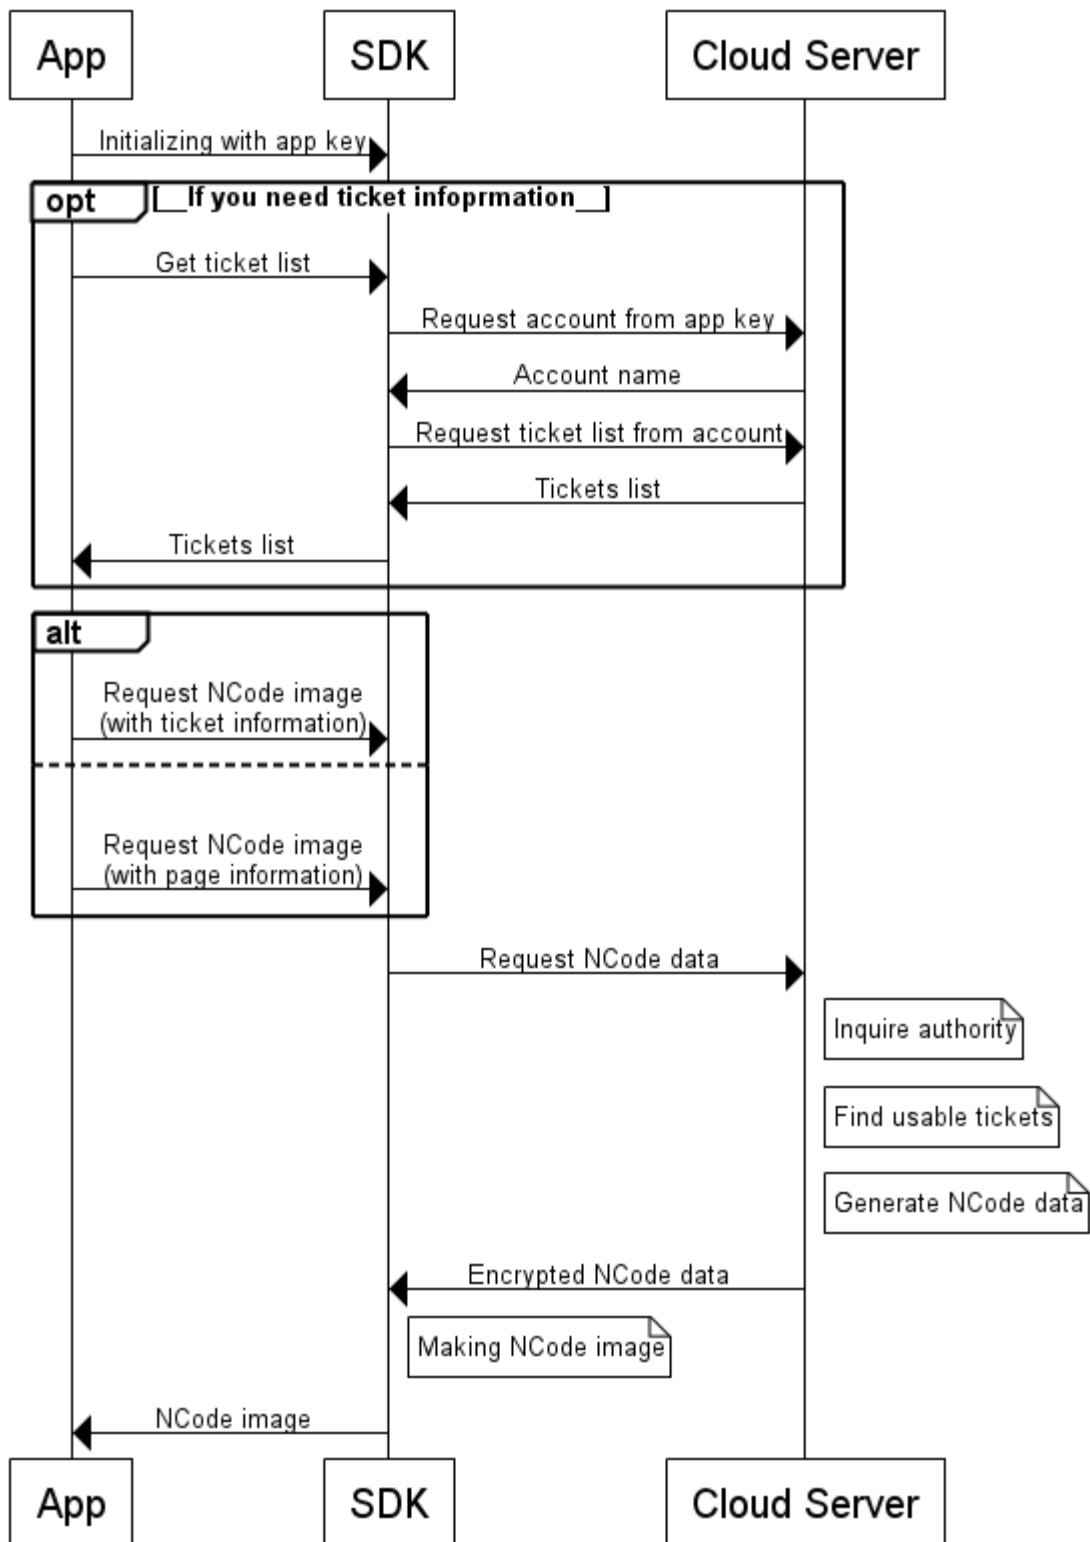 App
SDK
Cloud Server
Initializing with app key
opt
[__If you need ticket infoprmation__]
Get ticket list
Request account from app key
Account name
Request ticket list from account
Tickets list
Tickets list
alt
Request NCode image
(with ticket information)
Request NCode image
(with page information)
Request NCode data
Inquire authority
Find usable tickets
Generate NCode data
Encrypted NCode data
Making NCode image
NCode image
App
SDK
Cloud Server